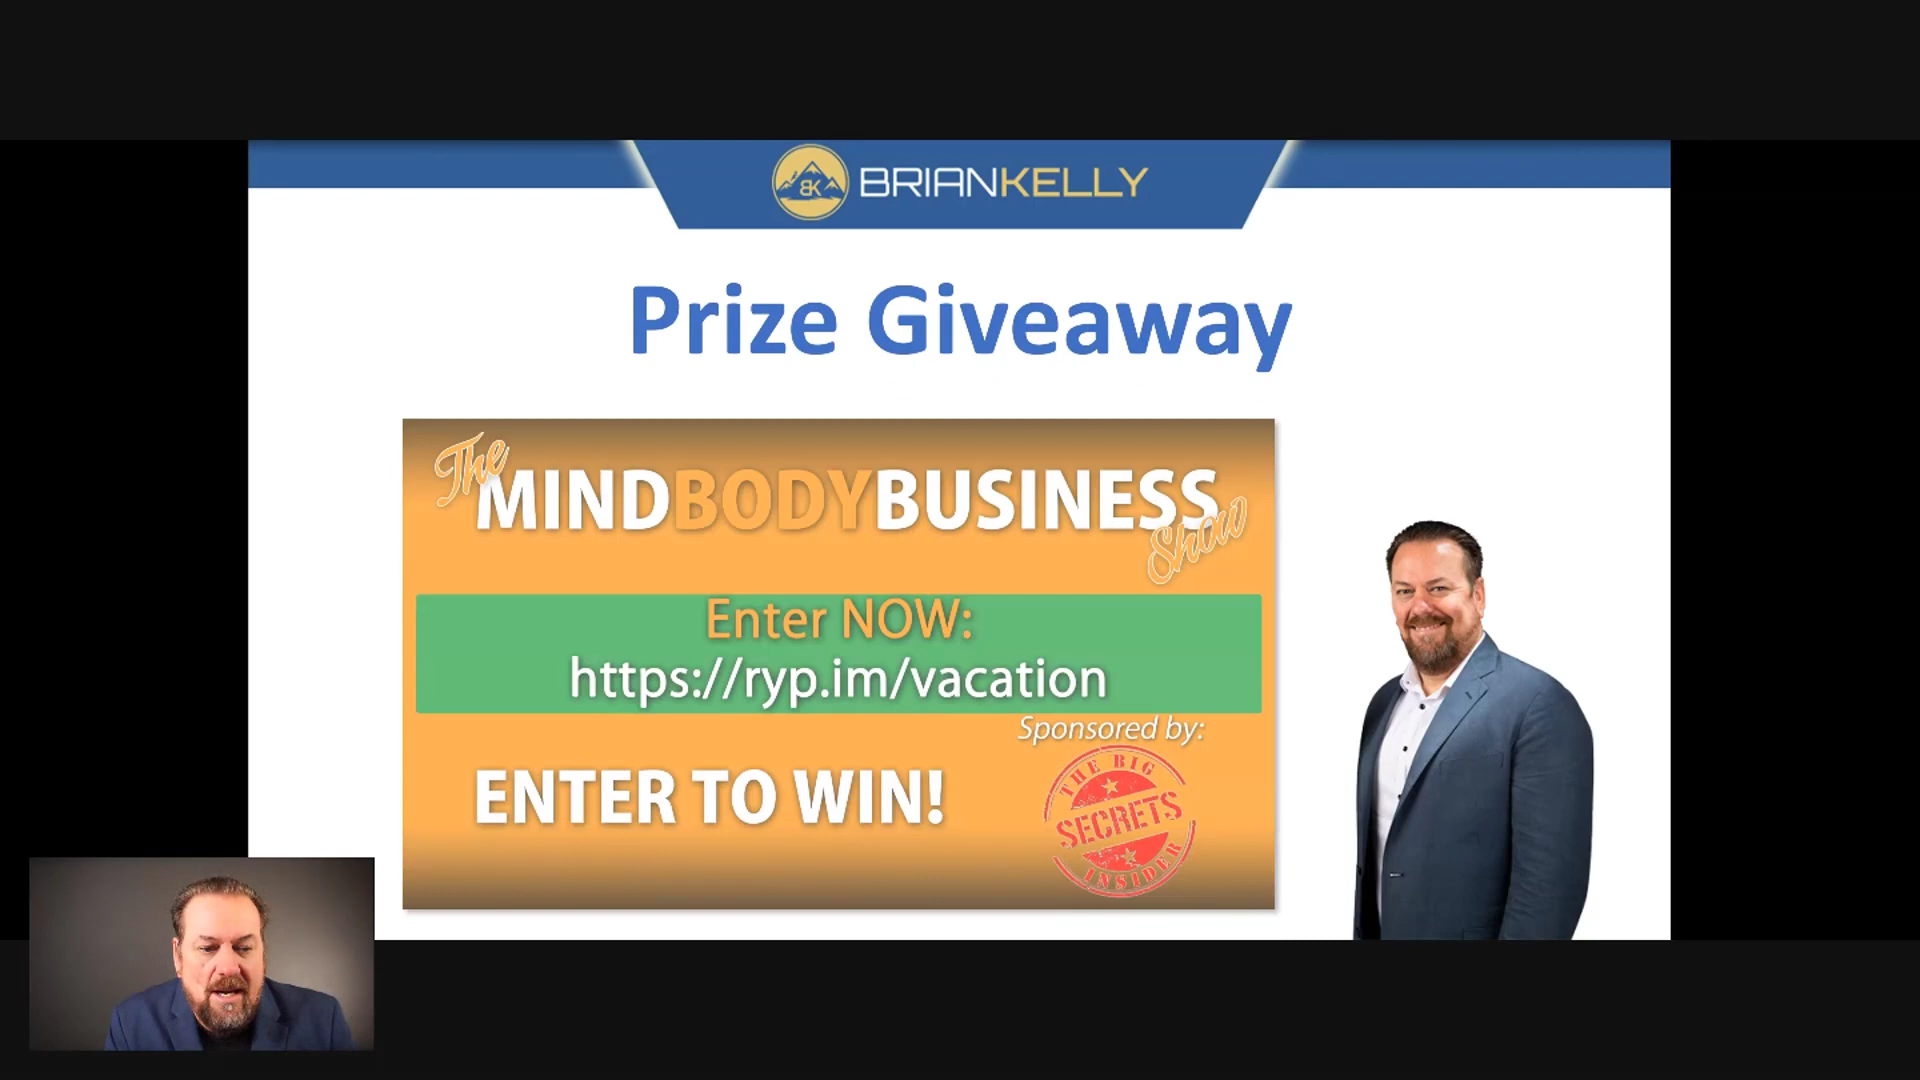 BK BRIANKELLY
Prize Giveaway
The
MINDBODYBUSINESS
Show
Enter NOW:
https://ryp.im/vacation
Sponsored by:
ENTER TO WIN!
THE BIG
SECRETS
INSIDER